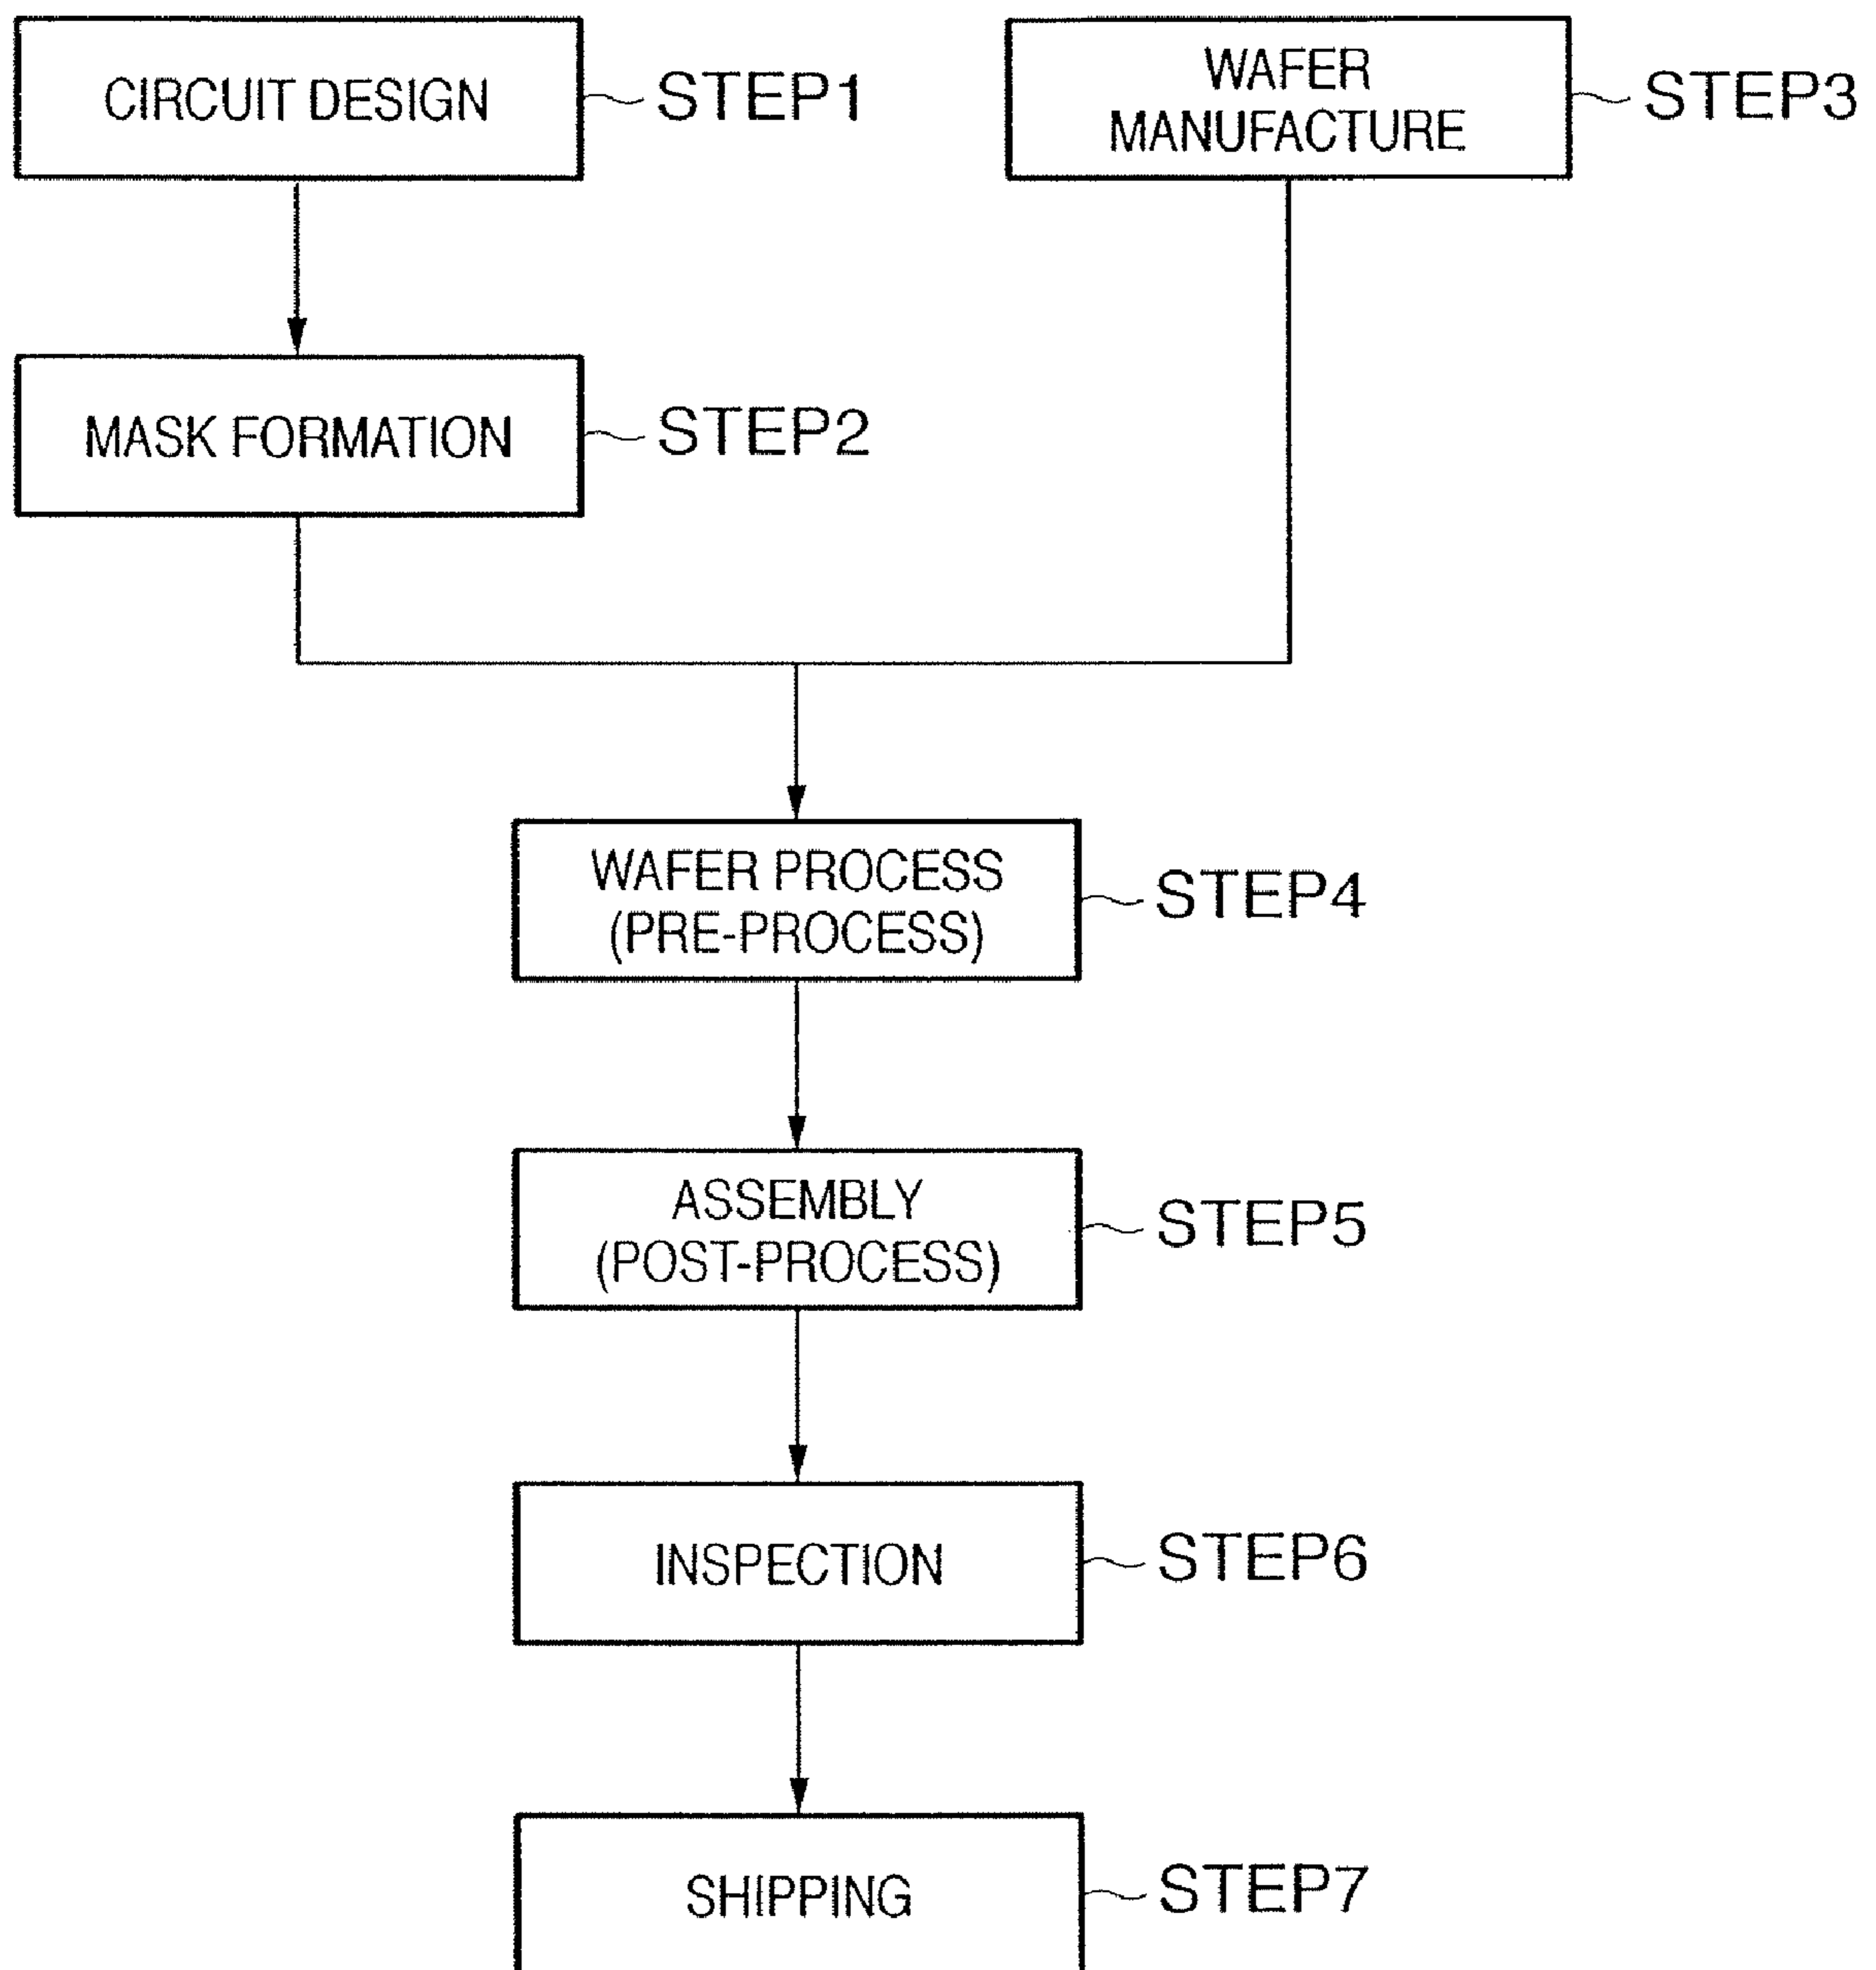 CIRCUIT DESIGN
STEP1
WAFER
MANUFACTURE
STEP3
MASK FORMATION
STEP2
WAFER PROCESS
(PRE-PROCESS)
STEP4
ASSEMBLY
(POST-PROCESS)
STEP5
INSPECTION
STEP6
SHIPPING
STEP7